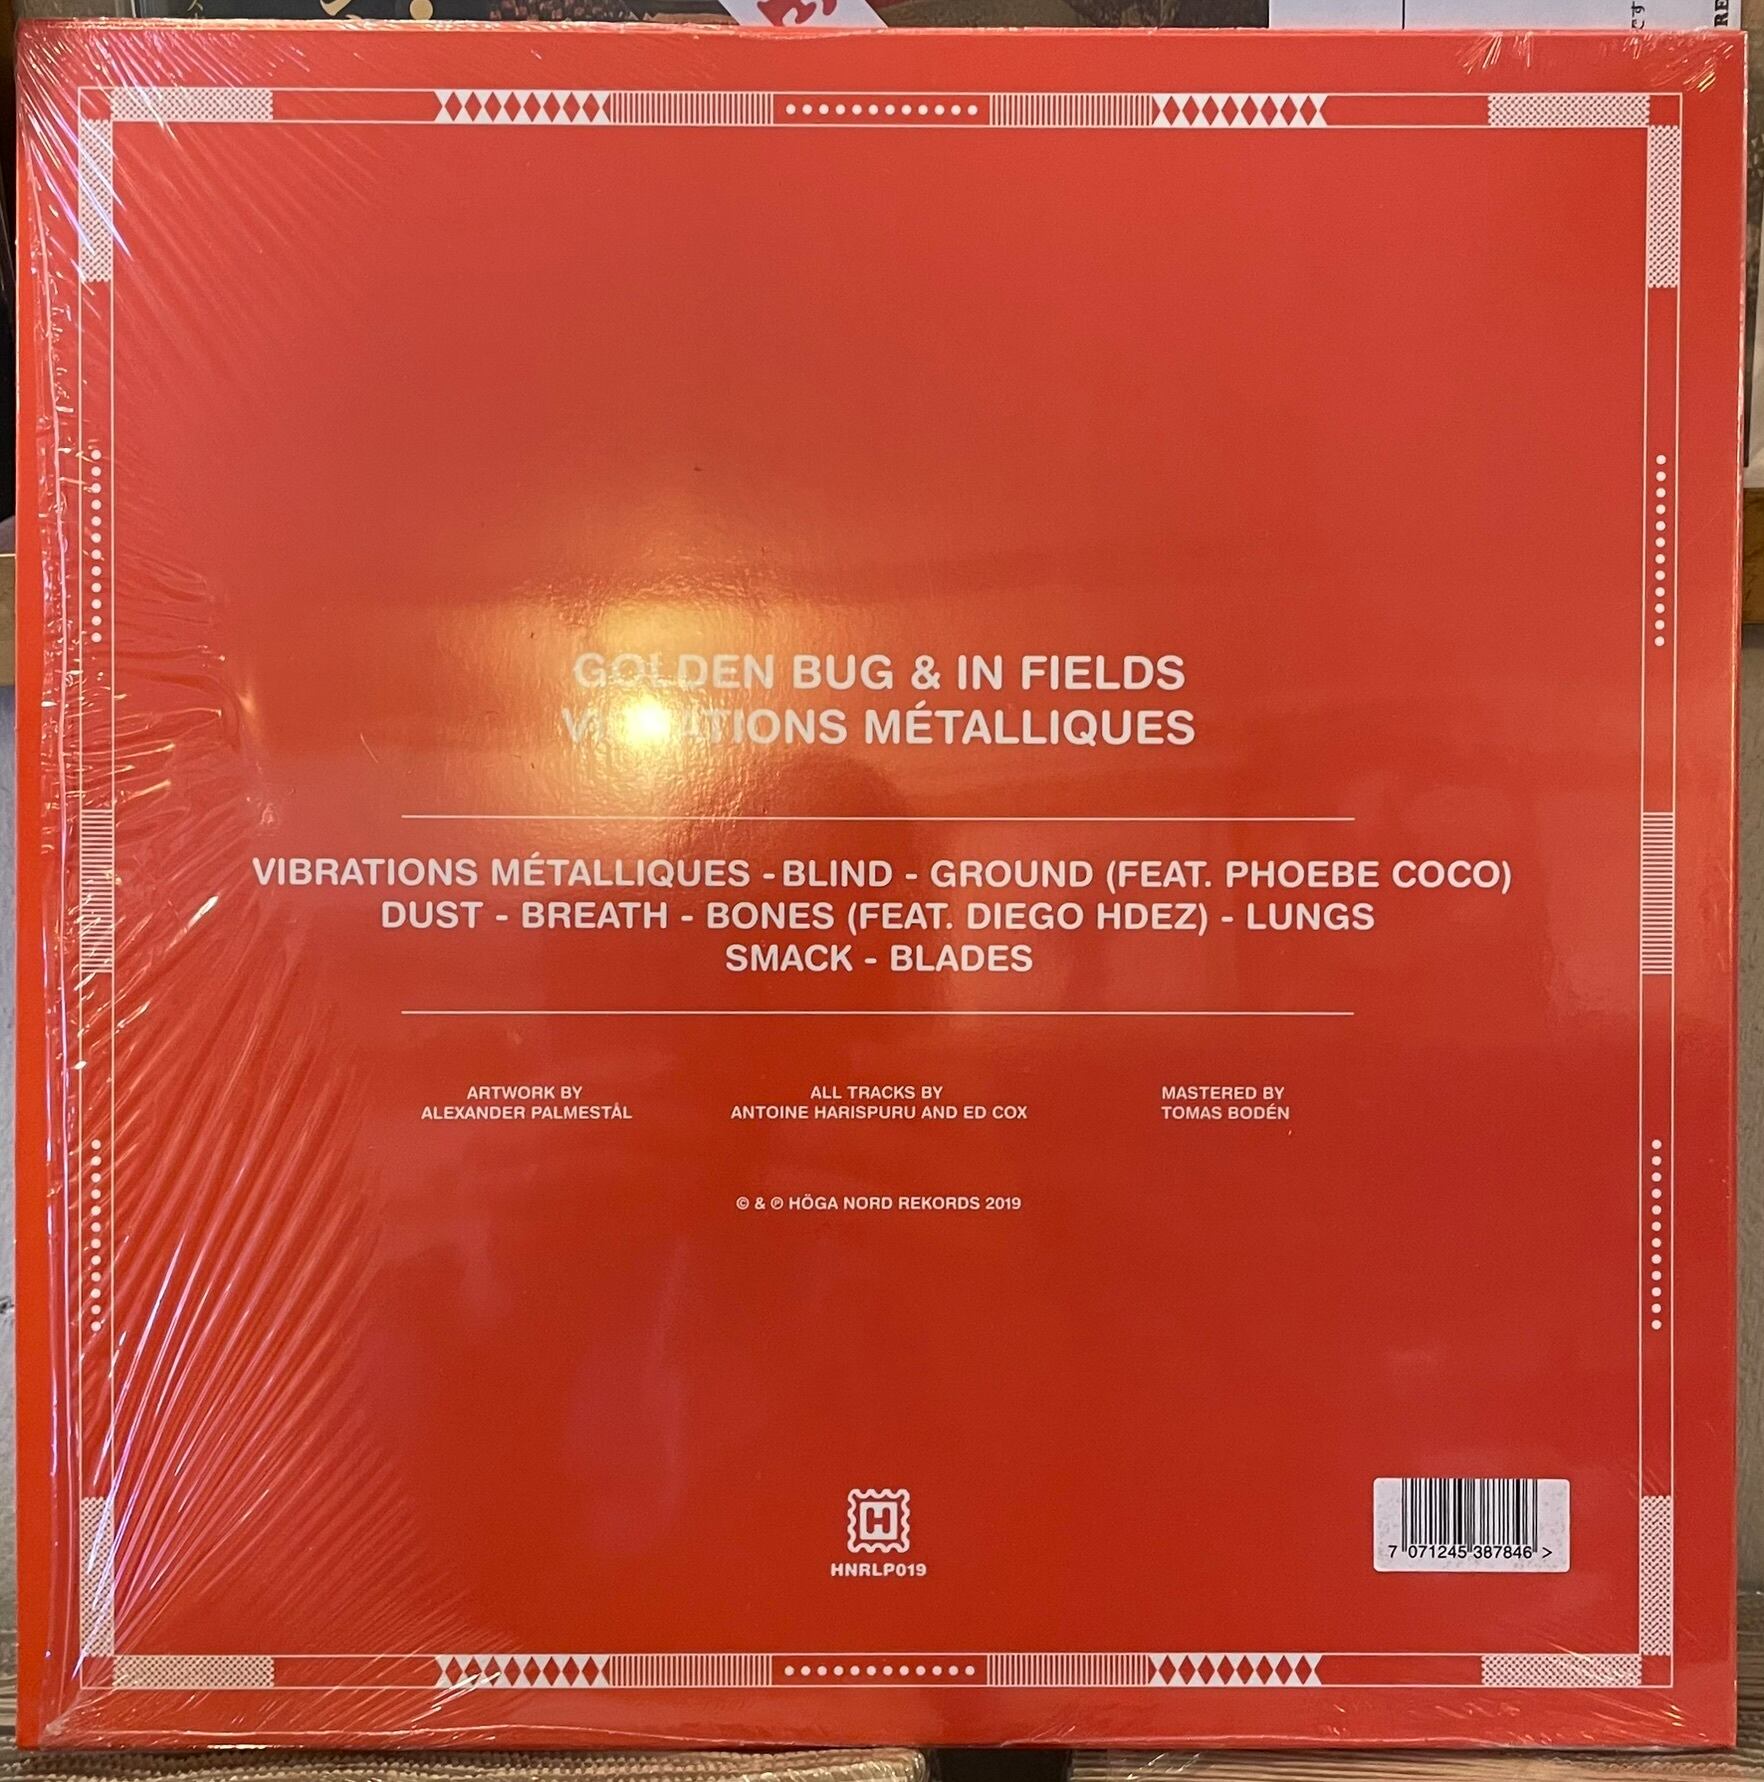 GOLDEN BUG & IN FIELDS
VIBRATIONS MÉTALLIQUES
VIBRATIONS MÉTALLIQUES - BLIND - GROUND (FEAT. PHOEBE COCO)
DUST - BREATH - BONES (FEAT. DIEGO HDEZ) - LUNGS
SMACK - BLADES
ARTWORK BY
ALEXANDER PALMESTÅL
ALL TRACKS BY
ANTOINE HARISPURU AND ED COX
MASTERED BY
TOMAS BODÉN
© & ℗ HÖGA NORD REKORDS 2019
H
HNRLP019
7 071245 387846 >